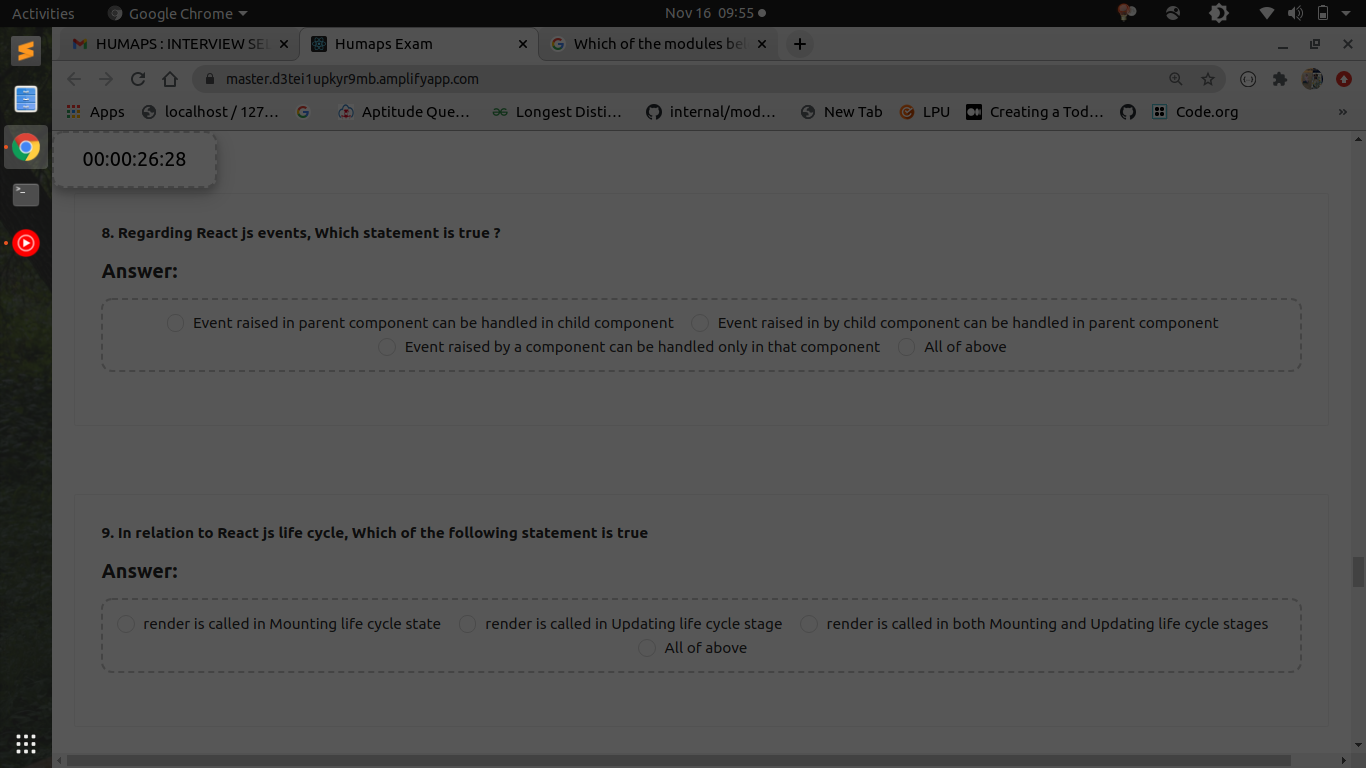 Activities
Google Chrome
Nov 16 09:55
HUMAPS : INTERVIEW SEL
Humaps Exam
Which of the modules bel
master.d3tei1upkyr9mb.amplifyapp.com
Apps
localhost / 127...
Aptitude Que...
Longest Disti...
internal/mod...
New Tab
LPU
Creating a Tod...
Code.org
»
00:00:26:28
8. Regarding React js events, Which statement is true ?
Answer:
Event raised in parent component can be handled in child component
Event raised in by child component can be handled in parent component
Event raised by a component can be handled only in that component
All of above
9. In relation to React js life cycle, Which of the following statement is true
Answer:
render is called in Mounting life cycle state
render is called in Updating life cycle stage
render is called in both Mounting and Updating life cycle stages
All of above